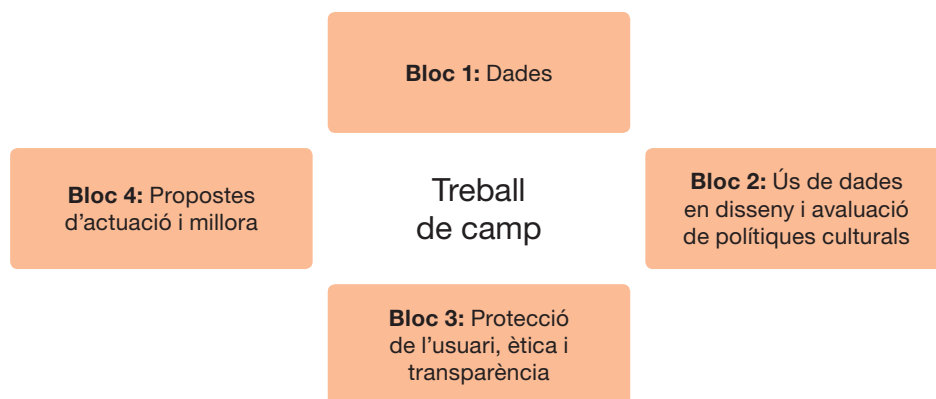 Bloc 1: Dades
Bloc 4: Propostes
d'actuació i millora
Treball
de camp
Bloc 2: Ús de dades
en disseny i avaluació
de polítiques culturals
Bloc 3: Protecció
de l'usuari, ètica i
transparència